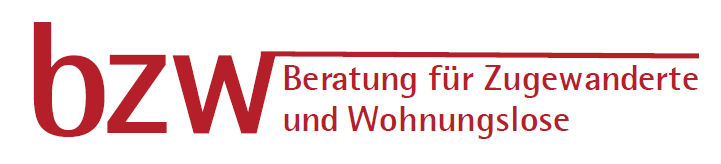 bzw
Beratung für Zugewanderte
und Wohnungslose